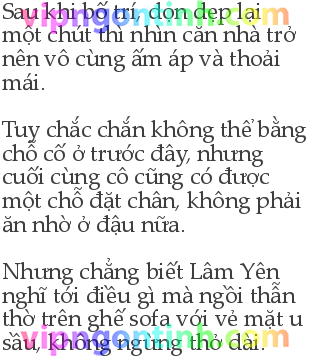 Sau khi bố trí, dọn dẹp lại
một chút thì nhìn căn nhà trở
nên vô cùng ấm áp và thoải
mái.
Tuy chắc chắn không thể bằng
chỗ cố ở trước đây, nhưng
cuối cùng cô cũng có được
một chỗ đặt chân, không phải
ăn nhờ ở đậu nữa.
Nhưng chẳng biết Lâm Yên
nghĩ tới điều gì mà ngồi thẫn
thờ trên ghế sofa với vẻ mặt u
sầu, không ngừng thở dài.
vipngontinh.com
vipngontinh.com